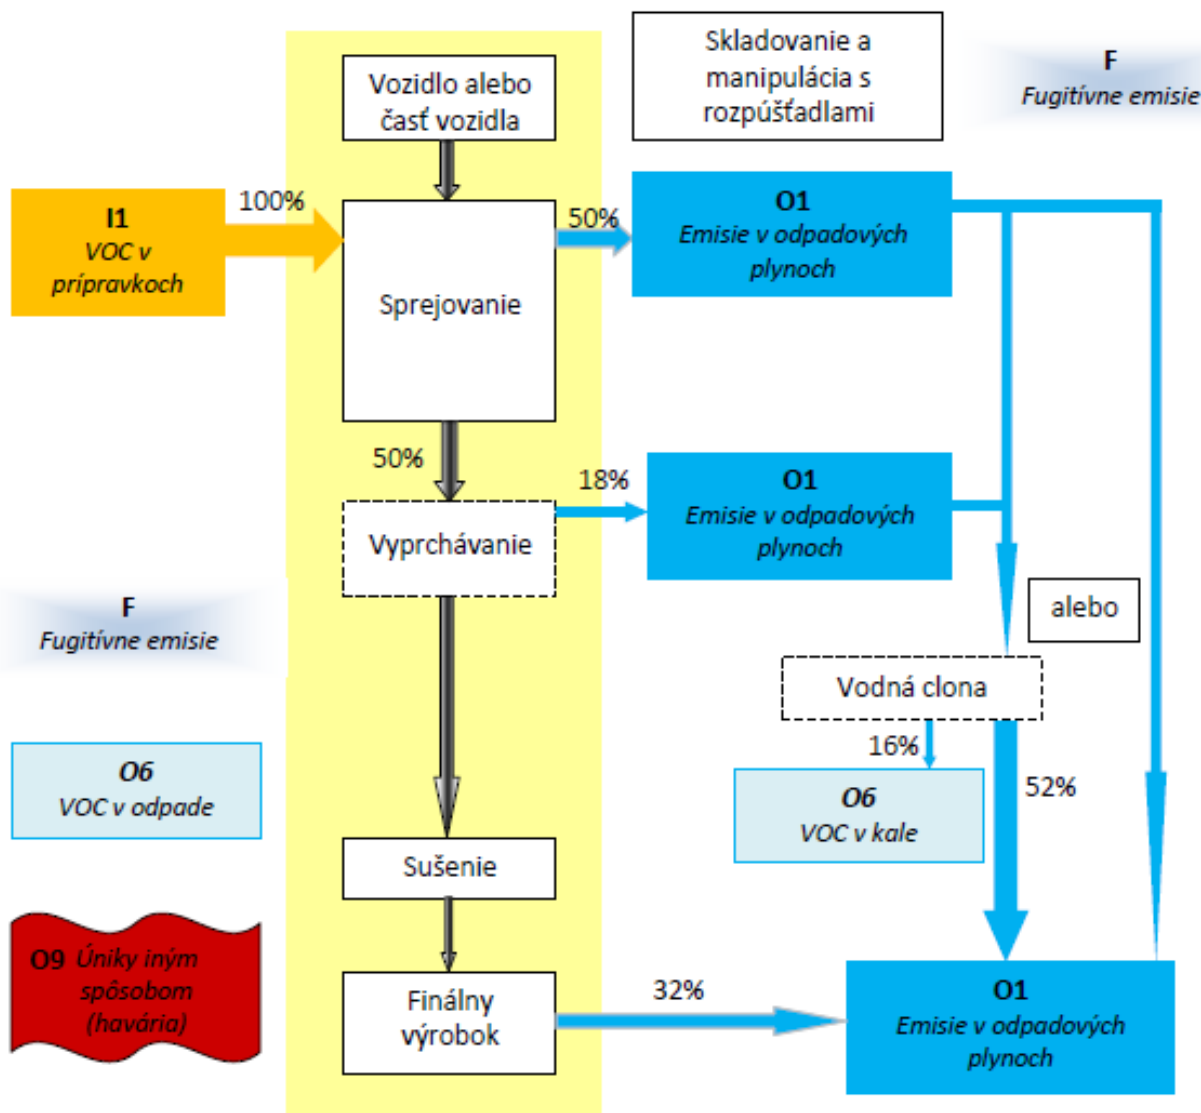 Vozidlo alebo
časť vozidla
Skladovanie a
manipulácia s
rozpúšťadlami
F
Fugitívne emisie
I1
VOC v
prípravkoch
100%
Sprejovanie
50%
O1
Emisie v odpadových
plynoch
50%
Vyprchávanie
18%
O1
Emisie v odpadových
plynoch
F
Fugitívne emisie
alebo
Vodná clona
16%
52%
O6
VOC v odpade
O6
VOC v kale
Sušenie
O9 Úniky iným
spôsobom
(havária)
Finálny
výrobok
32%
O1
Emisie v odpadových
plynoch